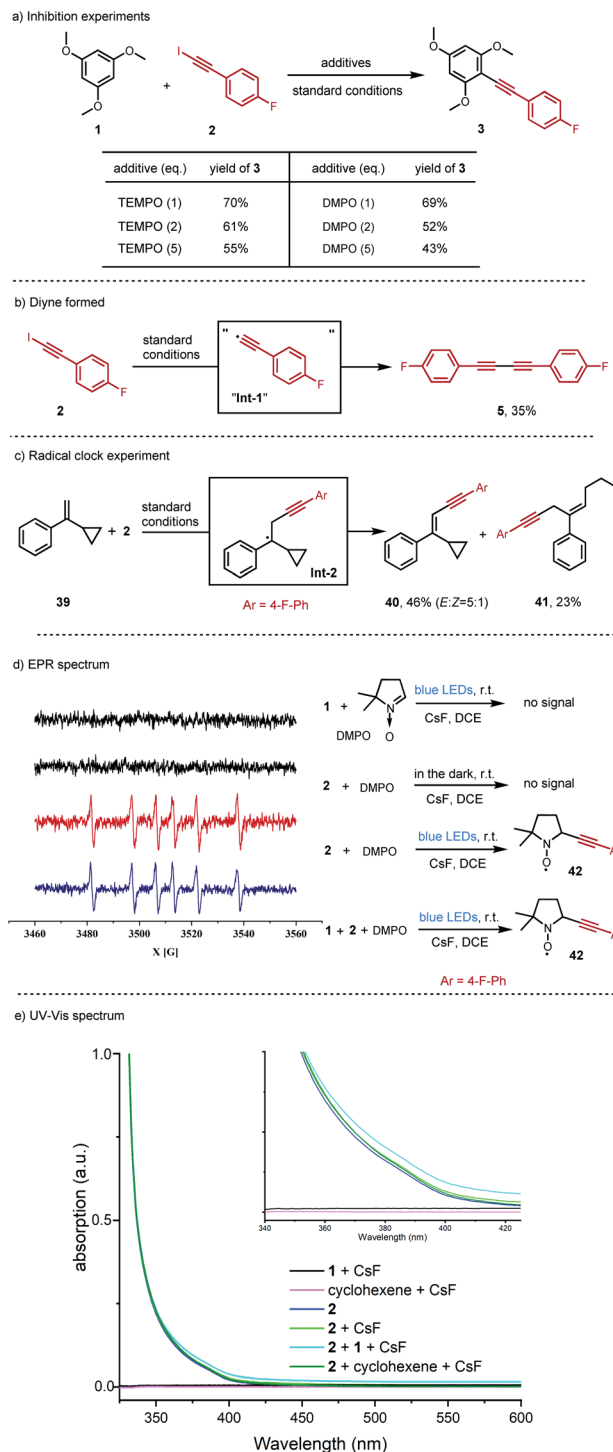 a) Inhibition experiments
O
O
O
1
+
I
F
2
additives
standard conditions
O
O
O
F
3
additive (eq.) yield of 3 additive (eq.) yield of 3
TEMPO (1) 70% DMPO (1) 69%
TEMPO (2) 61% DMPO (2) 52%
TEMPO (5) 55% DMPO (5) 43%
b) Diyne formed
I
F
2
standard
conditions
" "
F
"Int-1"
F F
5, 35%
c) Radical clock experiment
39
+ 2
standard
conditions
Ar
Int-2
Ar = 4-F-Ph
Ar
40, 46% (E:Z=5:1)
+
Ar
41, 23%
d) EPR spectrum
1 + N
O
DMPO
blue LEDs, r.t.
CsF, DCE
no signal
2 + DMPO
in the dark, r.t.
CsF, DCE
no signal
2 + DMPO
blue LEDs, r.t.
CsF, DCE
N
O
42
1 + 2 + DMPO
blue LEDs, r.t.
CsF, DCE
N
O
42
Ar = 4-F-Ph
3460 3480 3500 3520 3540 3560
X [G]
e) UV-Vis spectrum
absorption (a.u.)
1.0
0.5
0.0
350 400 450 500 550 600
Wavelength (nm)
340 360 380 400 420
Wavelength (nm)
1 + CsF
cyclohexene + CsF
2
2 + CsF
2 + 1 + CsF
2 + cyclohexene + CsF